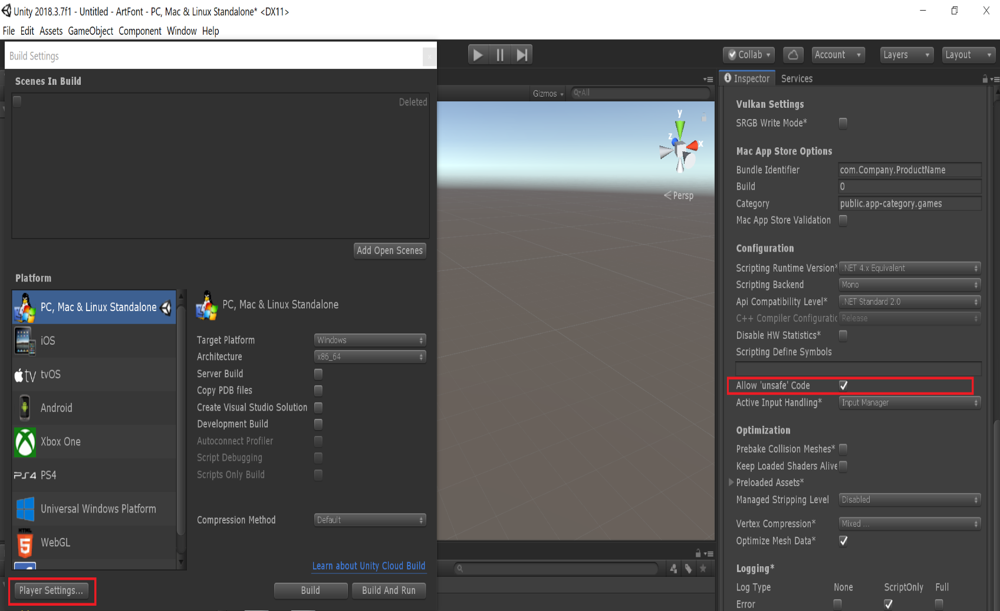 Unity 2018.3.7f1 - Untitled - ArtFont - PC, Mac & Linux Standalone* <DX11>
File Edit Assets GameObject Component Window Help
Build Settings
Scenes In Build
Deleted
Add Open Scenes
Platform
PC, Mac & Linux Standalone
iOS
tv tvOS
Android
Xbox One
PS4 PS4
Universal Windows Platform
HTML
5 WebGL
PC, Mac & Linux Standalone
Target Platform Windows
Architecture x86_64
Server Build
Copy PDB files
Create Visual Studio Solution
Development Build
Autoconnect Profiler
Script Debugging
Scripts Only Build
Compression Method Default
Learn about Unity Cloud Build
Player Settings... Build Build And Run
Collab Account Layers Layout
Gizmos All
y
z x
Persp
Inspector Services
Vulkan Settings
SRGB Write Mode*
Mac App Store Options
Bundle Identifier com.Company.ProductName
Build 0
Category public.app-category.games
Mac App Store Validation
Configuration
Scripting Runtime Version* .NET 4.x Equivalent
Scripting Backend Mono
Api Compatibility Level* .NET Standard 2.0
C++ Compiler Configuratic Release
Disable HW Statistics*
Scripting Define Symbols
Allow 'unsafe' Code
Active Input Handling* Input Manager
Optimization
Prebake Collision Meshes*
Keep Loaded Shaders Alive
Preloaded Assets*
Managed Stripping Level Disabled
Vertex Compression* Mixed ...
Optimize Mesh Data*
Logging*
Log Type None ScriptOnly Full
Error